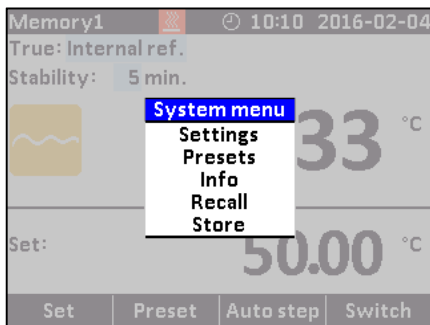 Memory1 10:10 2016-02-04
True: Internal ref.
Stability: 5 min.
System menu
Settings
Presets
Info
Recall
Store
33 °C
Set: 50.00 °C
Set Preset Auto step Switch